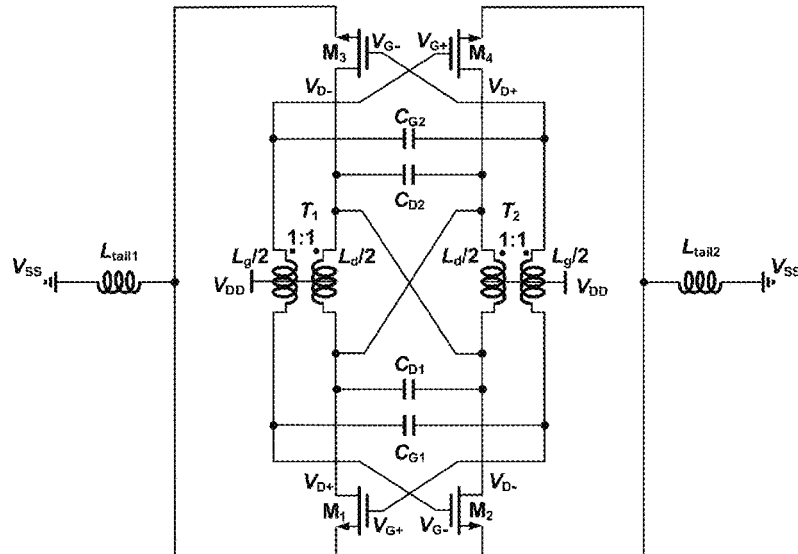 M3 VG- VG+ M4
VD- VD+
CG2
CD2
T1 T2
1:1 1:1
Ltail1 Lg/2 Ld/2 Ld/2 Lg/2 Ltail2
VSS VDD VDD VSS
CD1
CG1
VD+ VD-
M1 VG+ VG- M2